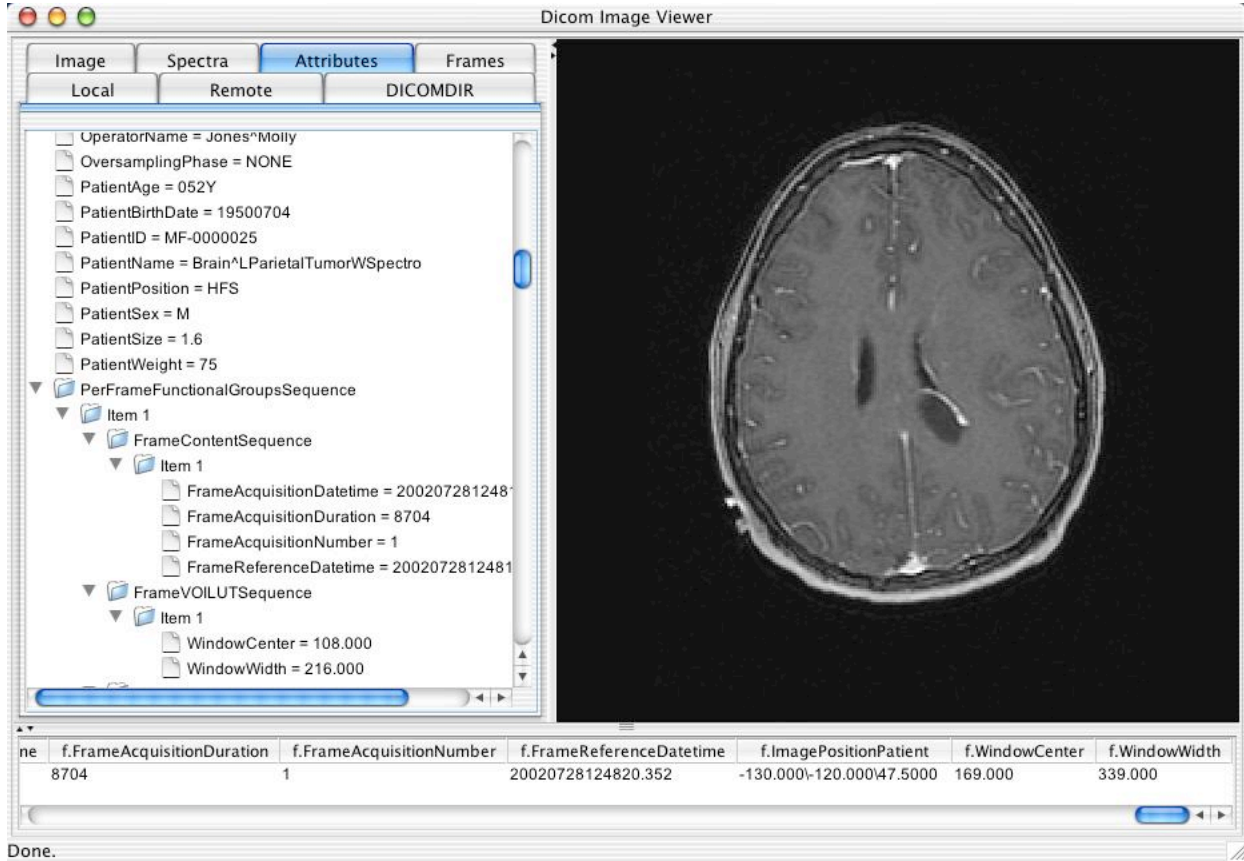 Dicom Image Viewer
Image Spectra Attributes Frames
Local Remote DICOMDIR
OperatorName = Jones^Molly
OversamplingPhase = NONE
PatientAge = 052Y
PatientBirthDate = 19500704
PatientID = MF-0000025
PatientName = Brain^LParietalTumorWSpectro
PatientPosition = HFS
PatientSex = M
PatientSize = 1.6
PatientWeight = 75
PerFrameFunctionalGroupsSequence
Item 1
FrameContentSequence
Item 1
FrameAcquisitionDatetime = 2002072812481
FrameAcquisitionDuration = 8704
FrameAcquisitionNumber = 1
FrameReferenceDatetime = 2002072812481
FrameVOILUTSequence
Item 1
WindowCenter = 108.000
WindowWidth = 216.000
ne f.FrameAcquisitionDuration f.FrameAcquisitionNumber f.FrameReferenceDatetime f.ImagePositionPatient f.WindowCenter f.WindowWidth
8704 1 20020728124820.352 -130.000\-120.000\47.5000 169.000 339.000
Done.